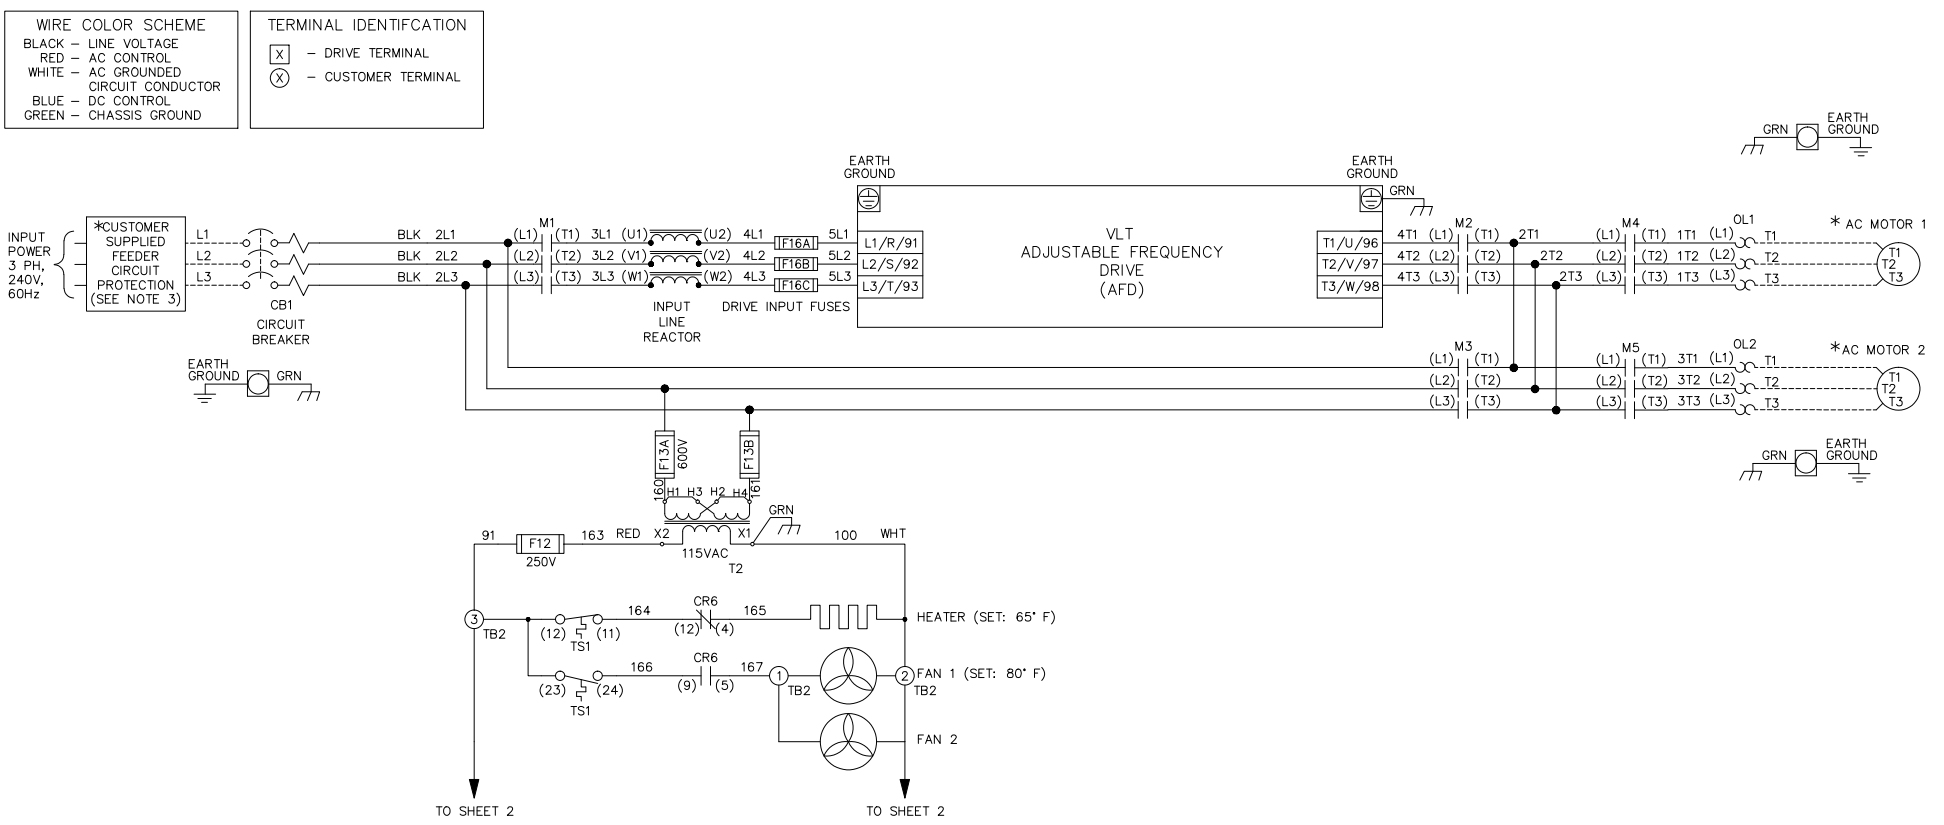 WIRE COLOR SCHEME
BLACK – LINE VOLTAGE
RED – AC CONTROL
WHITE – AC GROUNDED
CIRCUIT CONDUCTOR
BLUE – DC CONTROL
GREEN – CHASSIS GROUND
TERMINAL IDENTIFCATION
X – DRIVE TERMINAL
X – CUSTOMER TERMINAL
GRN
EARTH
GROUND
EARTH
GROUND
EARTH
GROUND
GRN
INPUT
POWER
3 PH,
240V,
60Hz
*CUSTOMER
SUPPLIED
FEEDER
CIRCUIT
PROTECTION
(SEE NOTE 3)
L1
L2
L3
CB1
CIRCUIT
BREAKER
M1
BLK 2L1 (L1) (T1) 3L1 (U1) (U2) 4L1 F16A 5L1 L1/R/91
BLK 2L2 (L2) (T2) 3L2 (V1) (V2) 4L2 F16B 5L2 L2/S/92
BLK 2L3 (L3) (T3) 3L3 (W1) (W2) 4L3 F16C 5L3 L3/T/93
INPUT
LINE
REACTOR
DRIVE INPUT FUSES
VLT
ADJUSTABLE FREQUENCY
DRIVE
(AFD)
M2 M4 OL1 * AC MOTOR 1
T1/U/96 4T1 (L1) (T1) 2T1 (L1) (T1) 1T1 (L1) T1
T2/V/97 4T2 (L2) (T2) 2T2 (L2) (T2) 1T2 (L2) T2
T3/W/98 4T3 (L3) (T3) 2T3 (L3) (T3) 1T3 (L3) T3
T1
T2
T3
M3 M5 OL2 *AC MOTOR 2
(L1) (T1) (L1) (T1) 3T1 (L1) T1
(L2) (T2) (L2) (T2) 3T2 (L2) T2
(L3) (T3) (L3) (T3) 3T3 (L3) T3
T1
T2
T3
EARTH
GROUND GRN
GRN
EARTH
GROUND
F13A
600V
F13B
160
161
H1 H3 H2 H4
GRN
91 F12 163 RED X2 X1 100 WHT
250V
115VAC
T2
3
TB2
(12) (11)
TS1
164
CR6
(12) (4)
165
HEATER (SET: 65° F)
(23) (24)
TS1
166
CR6
(9) (5)
167
1
TB2
2
TB2
FAN 1 (SET: 80° F)
FAN 2
TO SHEET 2
TO SHEET 2